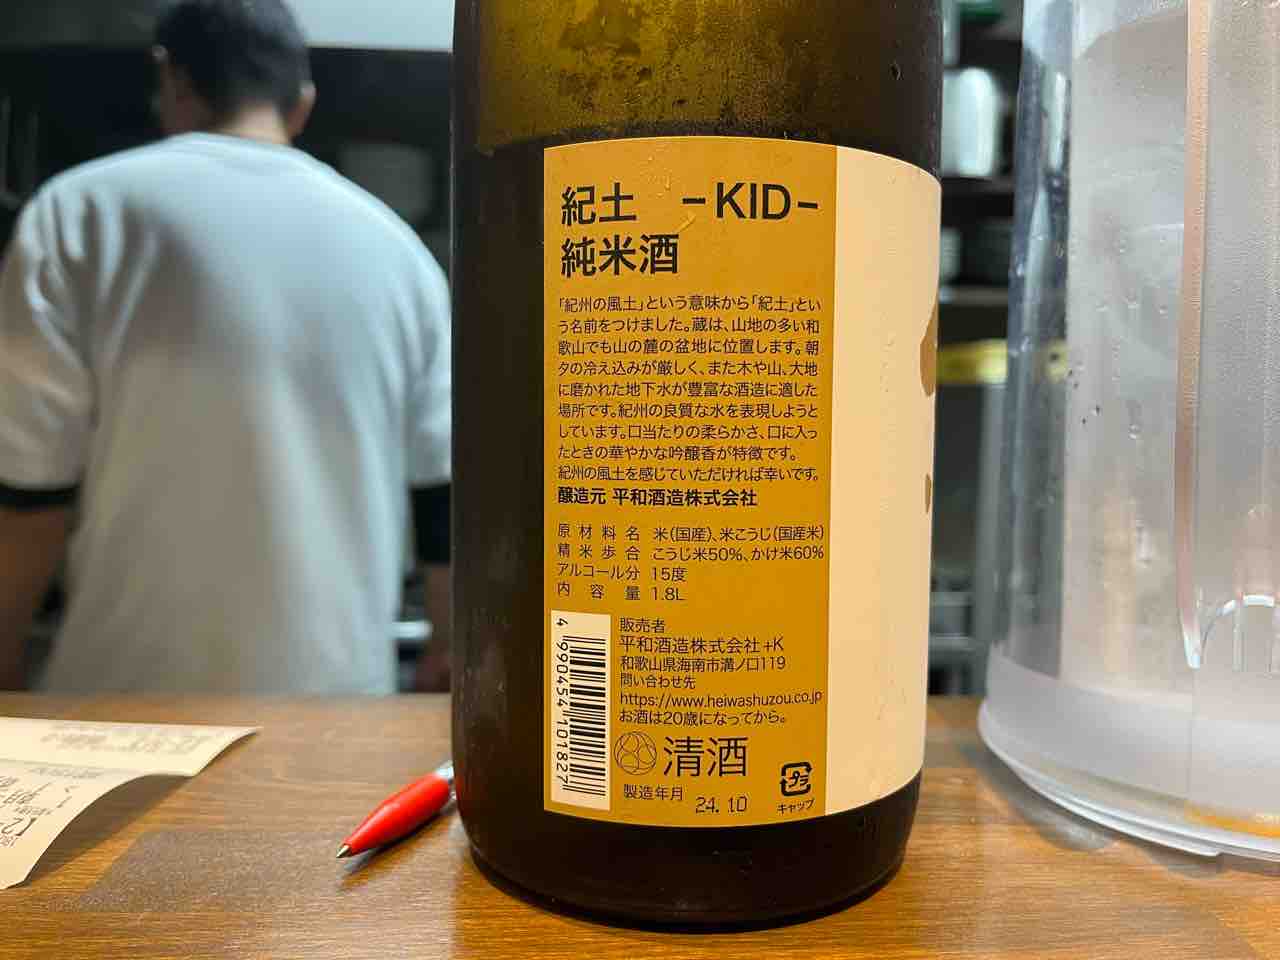 紀土 -KID-
純米酒
「紀州の風土」という意味から「紀土」とい
う名前をつけました。蔵は、山地の多い和
歌山でも山の麓の盆地に位置します。朝
夕の冷え込みが厳しく、また木や山、大地
に磨かれた地下水が豊富な酒造に適した
場所です。紀州の良質な水を表現しようと
しています。口当たりの柔らかさ、口に入っ
たときの華やかな吟醸香が特徴です。
紀州の風土を感じていただければ幸いです。
醸造元 平和酒造株式会社
原材料名 米(国産)、米こうじ(国産米)
精米歩合 こうじ米50%、かけ米60%
アルコール分 15度
内容量 1.8L
販売者
平和酒造株式会社+K
和歌山県海南市溝ノ口119
問い合わせ先
https://www.heiwashuzou.co.jp
お酒は20歳になってから。
清酒
製造年月 24.10
プラ
キャップ
4 990454 101827